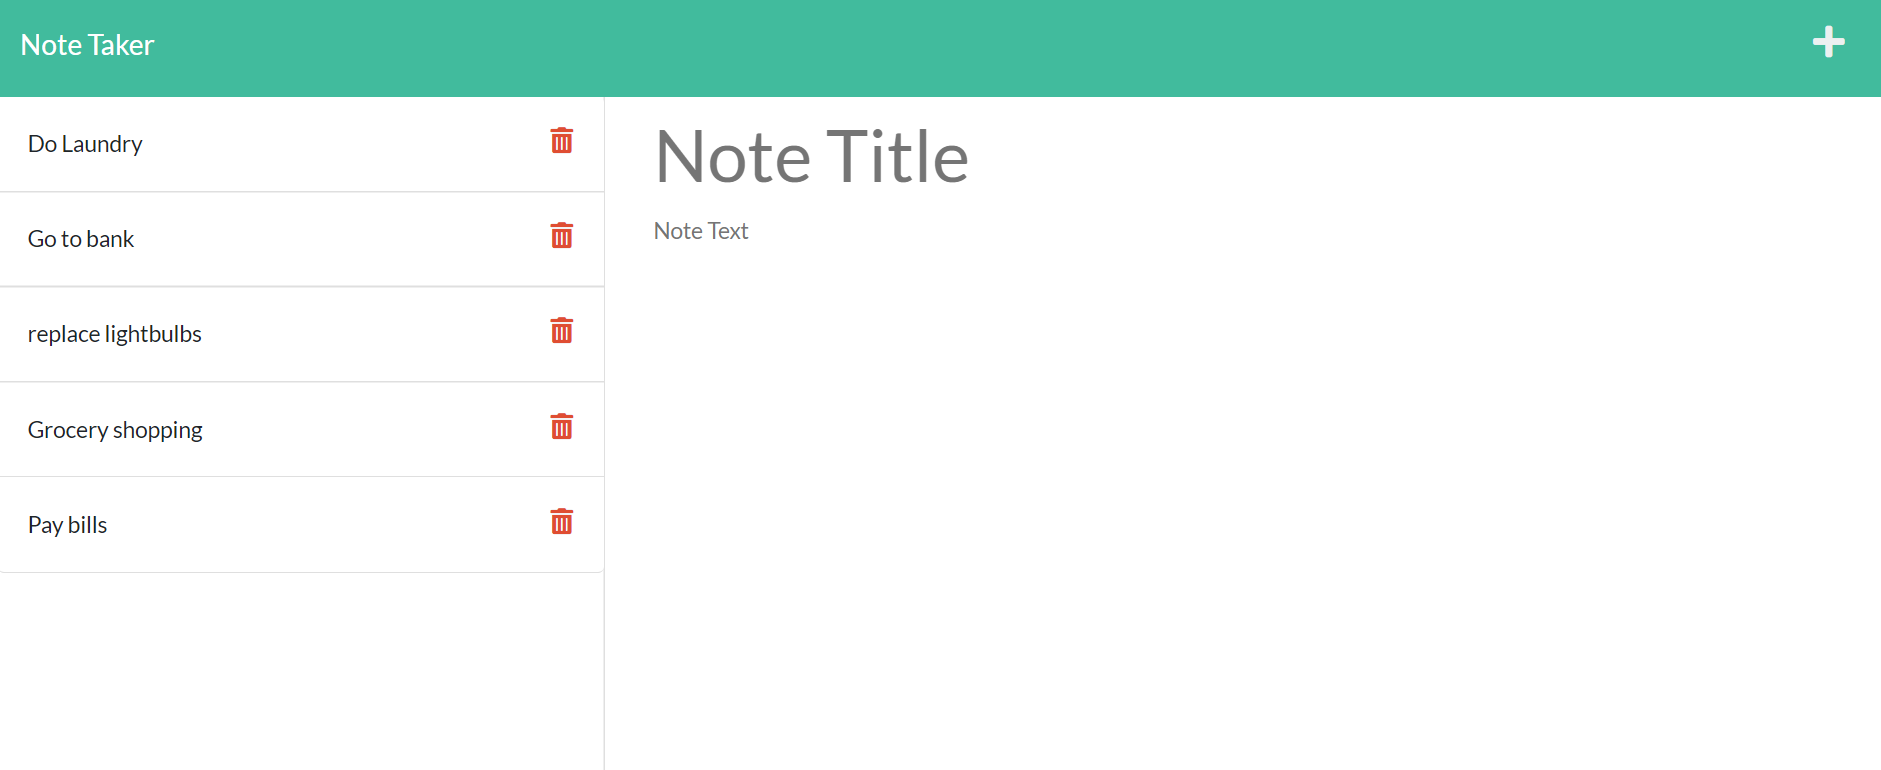 Note Taker
Do Laundry
Go to bank
replace lightbulbs
Grocery shopping
Pay bills
Note Title
Note Text